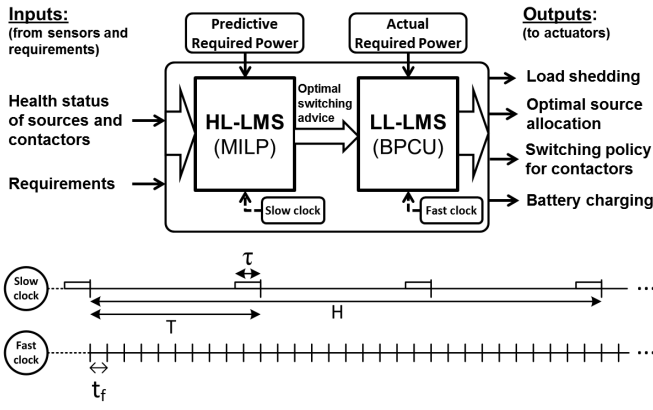 Inputs:
(from sensors and
requirements)
Predictive
Required Power
Actual
Required Power
Outputs:
(to actuators)
Health status
of sources and
contactors
Requirements
HL-LMS
(MILP)
Optimal
switching
advice
LL-LMS
(BPCU)
Slow clock
Fast clock
Load shedding
Optimal source
allocation
Switching policy
for contactors
Battery charging
Slow
clock
τ
H
T
...
Fast
clock
t_f
...